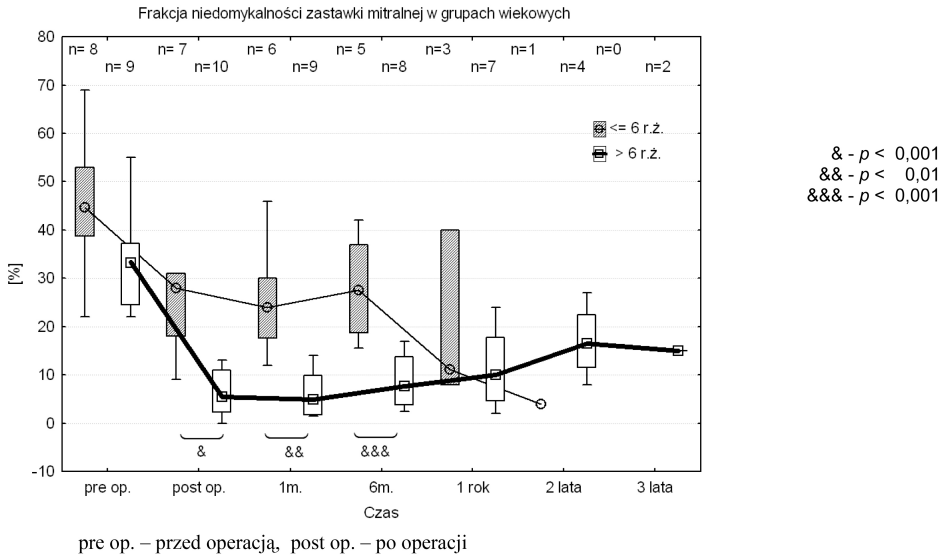 Frakcja niedomykalności zastawki mitralnej w grupach wiekowych
80
70
60
50
40
30
20
10
0
-10
[%]
n= 8 n= 7 n= 6 n= 5 n=3 n=1 n=0
n= 9 n=10 n=9 n=8 n=7 n=4 n=2
<= 6 r.ż.
> 6 r.ż.
& - p < 0,001
&& - p < 0,01
&&& - p < 0,001
& && &&&
pre op. post op. 1m. 6m. 1 rok 2 lata 3 lata
Czas
pre op. – przed operacją, post op. – po operacji